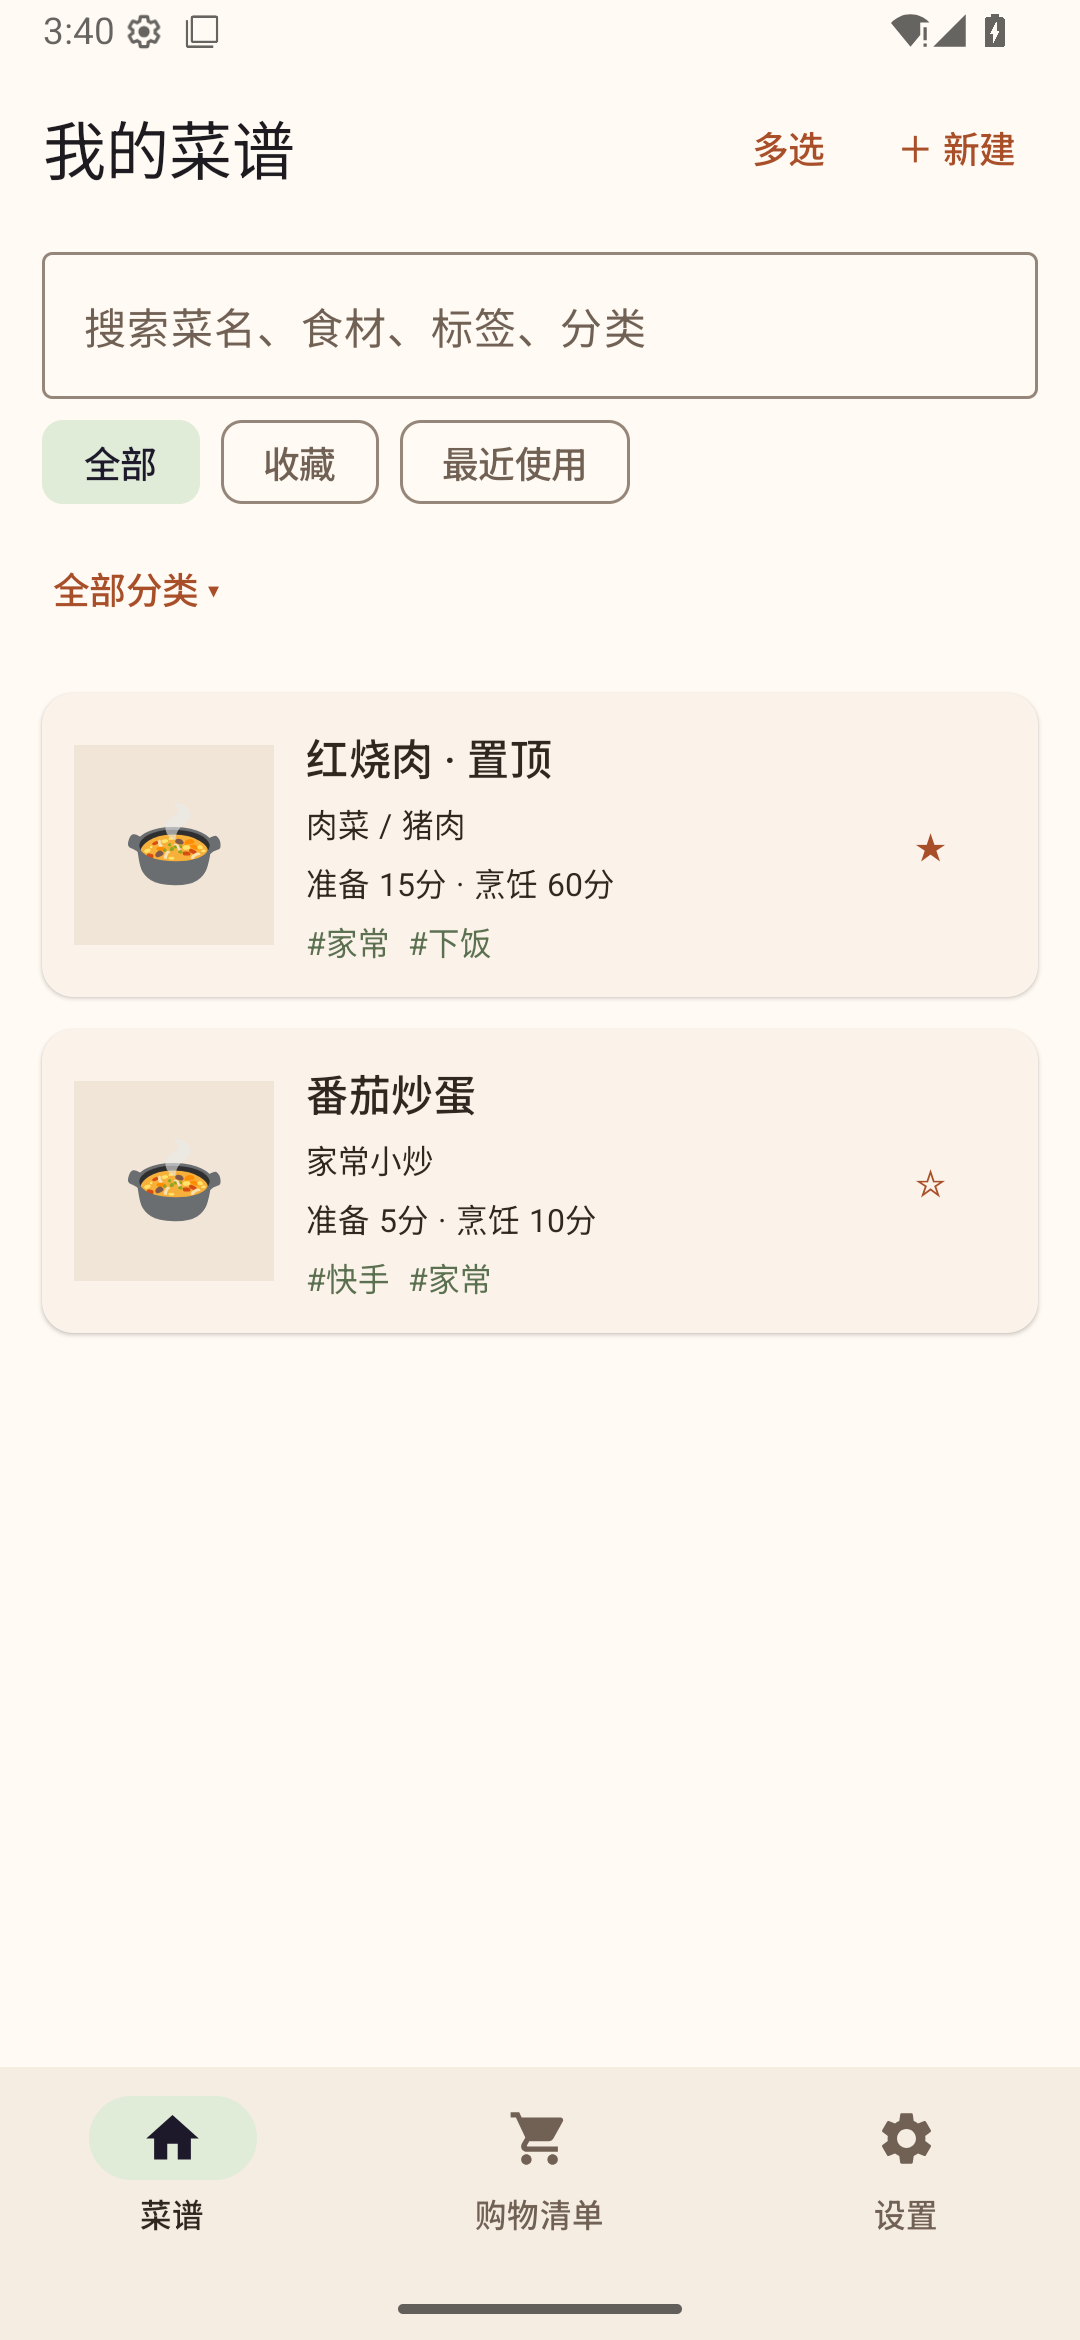 3:40
我的菜谱
多选
＋ 新建
搜索菜名、食材、标签、分类
全部
收藏
最近使用
全部分类 ▾
红烧肉 · 置顶
肉菜 / 猪肉
准备 15分 · 烹饪 60分
#家常 #下饭
★
番茄炒蛋
家常小炒
准备 5分 · 烹饪 10分
#快手 #家常
☆
菜谱
购物清单
设置